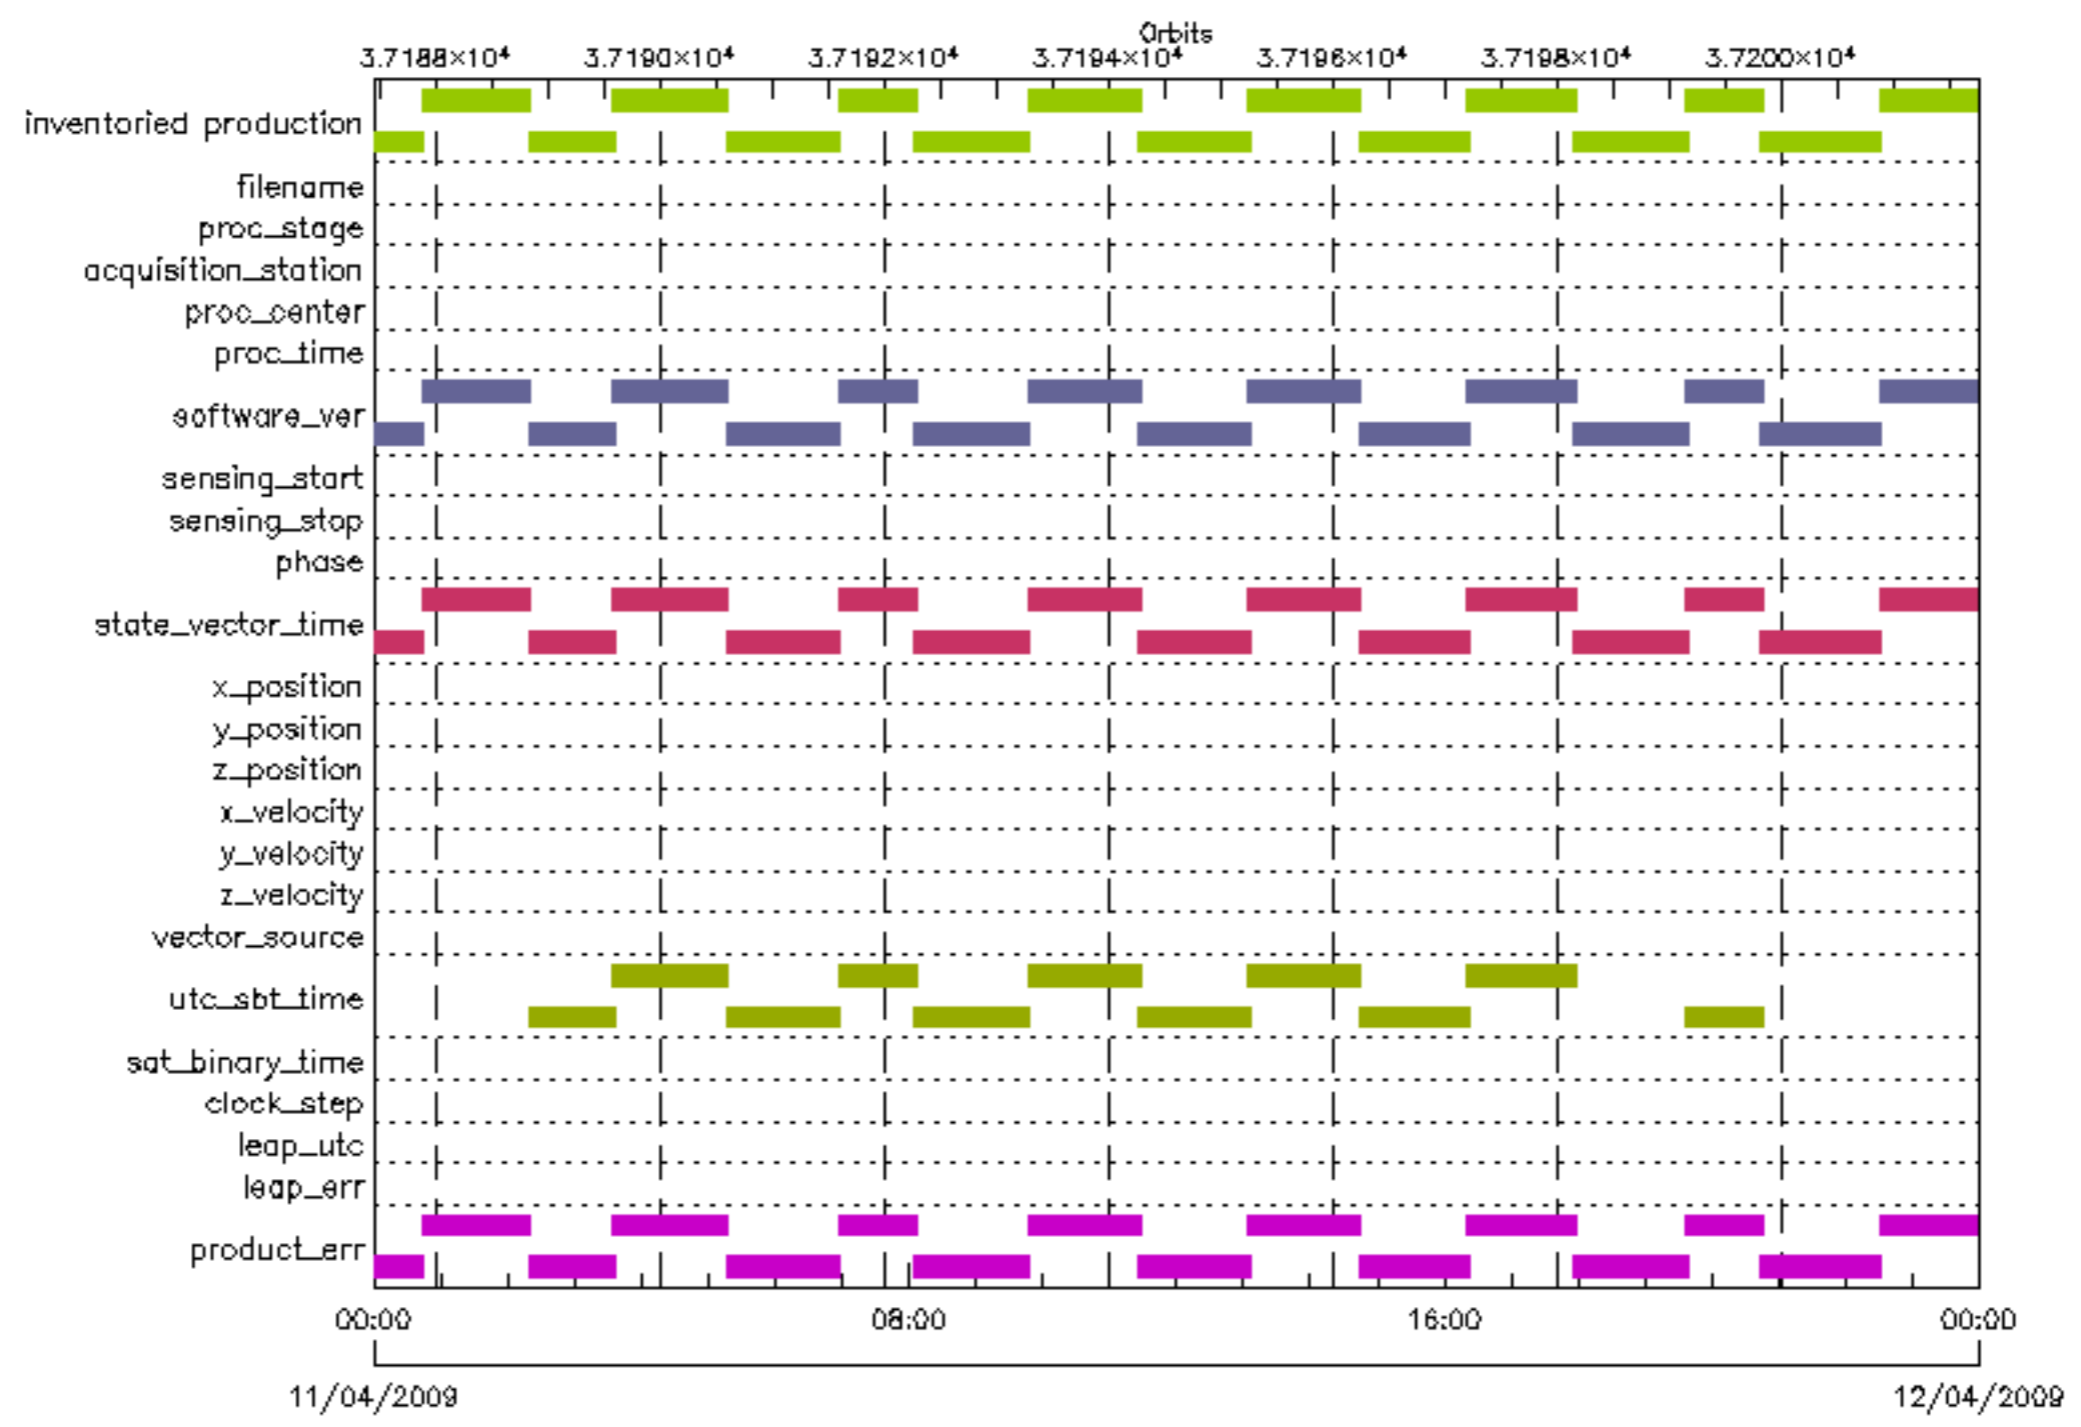 Orbits
3.7188×10⁴ 3.7190×10⁴ 3.7192×10⁴ 3.7194×10⁴ 3.7196×10⁴ 3.7198×10⁴ 3.7200×10⁴
inventoried production
filename
proc_stage
acquisition_station
proc_center
proc_time
software_ver
sensing_start
sensing_stop
phase
state_vector_time
x_position
y_position
z_position
x_velocity
y_velocity
z_velocity
vector_source
utc_sbt_time
sat_binary_time
clock_step
leap_utc
leap_err
product_err
00:00 08:00 16:00 00:00
11/04/2009 12/04/2009